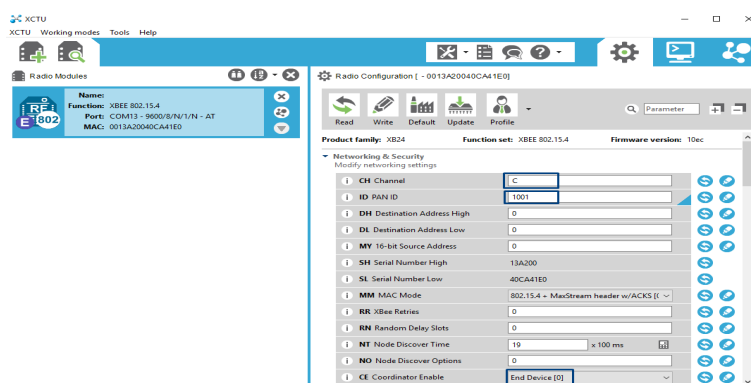 XCTU
XCTU Working modes Tools Help
Radio Modules
Radio Configuration [ - 0013A20040CA41E0]
Name:
Function: XBEE 802.15.4
Port: COM13 - 9600/8/N/1/N - AT
MAC: 0013A20040CA41E0
RF
E 802
Read Write Default Update Profile
Parameter
Product family: XB24 Function set: XBEE 802.15.4 Firmware version: 10ec
Networking & Security
Modify networking settings
i CH Channel C
i ID PAN ID 1001
i DH Destination Address High 0
i DL Destination Address Low 0
i MY 16-bit Source Address 0
i SH Serial Number High 13A200
i SL Serial Number Low 40CA41E0
i MM MAC Mode 802.15.4 + MaxStream header w/ACKS [(
i RR XBee Retries 0
i RN Random Delay Slots 0
i NT Node Discover Time 19 x 100 ms
i NO Node Discover Options 0
i CE Coordinator Enable End Device [0]